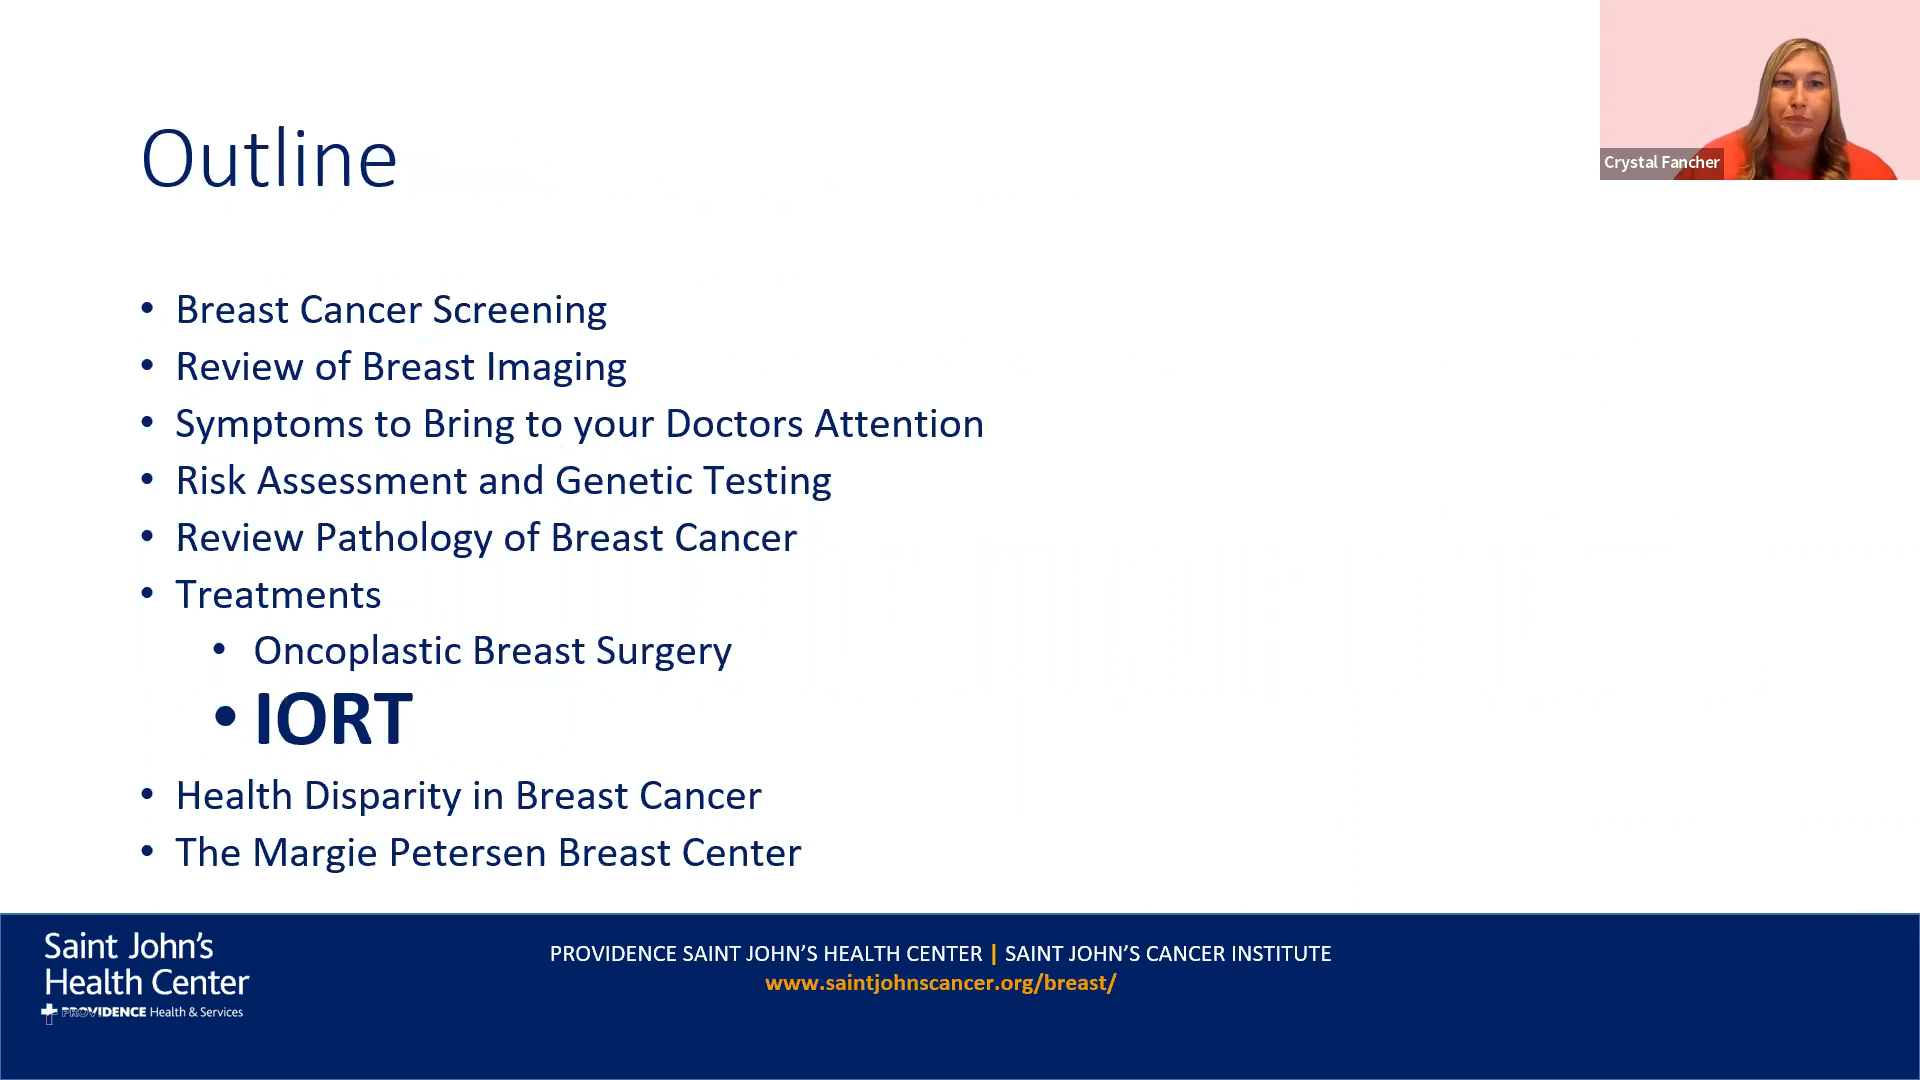 Outline
Crystal Fancher
• Breast Cancer Screening
• Review of Breast Imaging
• Symptoms to Bring to your Doctors Attention
• Risk Assessment and Genetic Testing
• Review Pathology of Breast Cancer
• Treatments
• Oncoplastic Breast Surgery
• IORT
• Health Disparity in Breast Cancer
• The Margie Petersen Breast Center
Saint John's
Health Center
PROVIDENCE Health & Services
PROVIDENCE SAINT JOHN'S HEALTH CENTER | SAINT JOHN'S CANCER INSTITUTE
www.saintjohnscancer.org/breast/